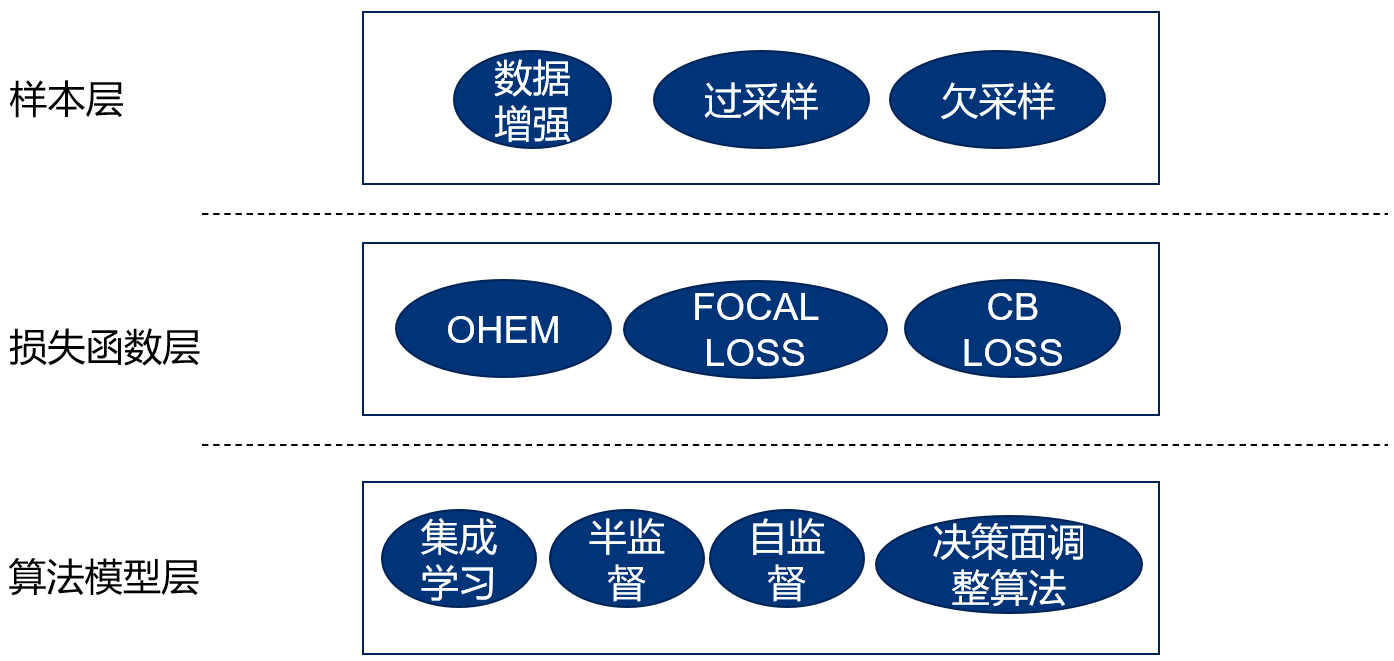 样本层
数据
增强
过采样
欠采样
损失函数层
OHEM
FOCAL
LOSS
CB
LOSS
算法模型层
集成
学习
半监
督
自监
督
决策面调
整算法